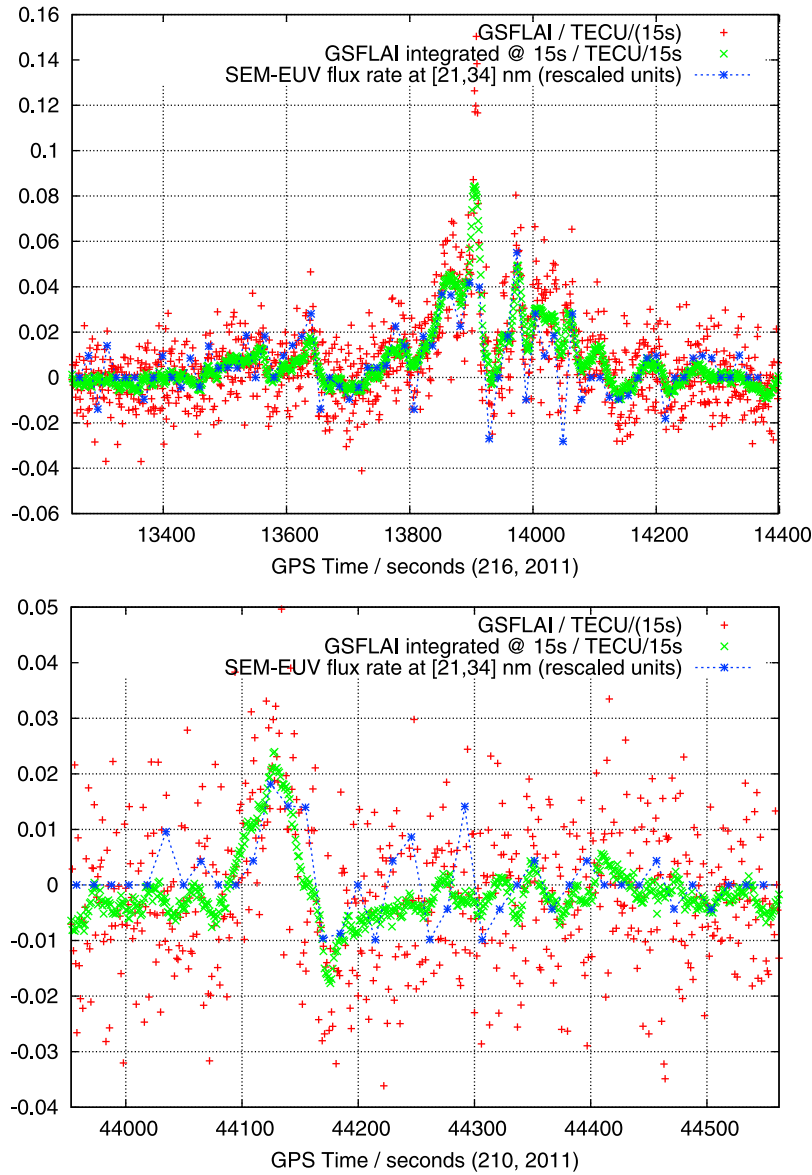 0.16
0.14
0.12
0.1
0.08
0.06
0.04
0.02
0
-0.02
-0.04
-0.06
GSFLAI / TECU/(15s)
GSFLAI integrated @ 15s / TECU/15s
SEM-EUV flux rate at [21,34] nm (rescaled units)
13400 13600 13800 14000 14200 14400
GPS Time / seconds (216, 2011)
0.05
0.04
0.03
0.02
0.01
0
-0.01
-0.02
-0.03
-0.04
GSFLAI / TECU/(15s)
GSFLAI integrated @ 15s / TECU/15s
SEM-EUV flux rate at [21,34] nm (rescaled units)
44000 44100 44200 44300 44400 44500
GPS Time / seconds (210, 2011)